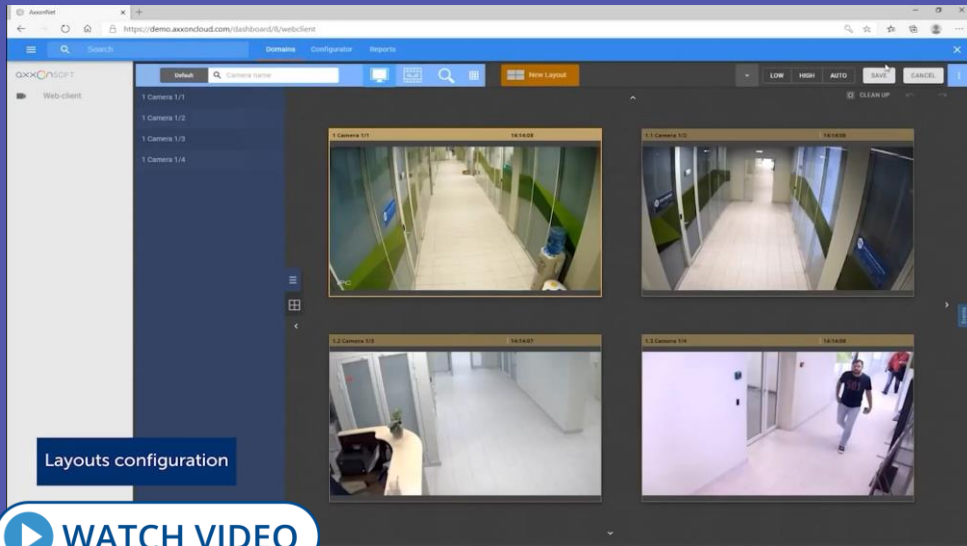 AxxonNet
https://demo.axxoncloud.com/dashboard/8/webclient
Search
Domains Configurator Reports
AXXONSOFT
Web-client
Default Camera name New Layout LOW HIGH AUTO SAVE CANCEL
CLEAN UP
1 Camera 1/1
1 Camera 1/2
1 Camera 1/3
1 Camera 1/4
1 Camera 1/1 14:14:08
1.1 Camera 1/2 14:14:08
1.2 Camera 1/3 14:14:07
1.3 Camera 1/4 14:14:08
Layouts configuration
WATCH VIDEO